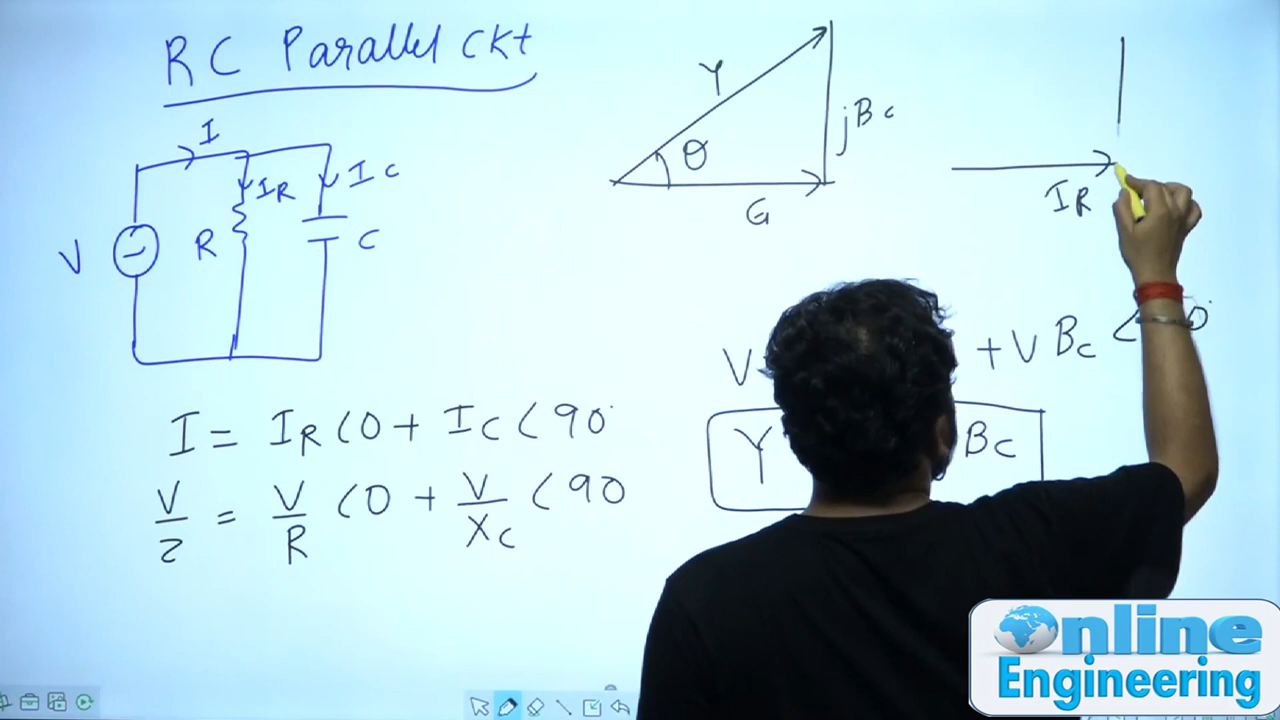 RC Parallel CKt
I
IR
IC
V
R
C
Y
θ
jBc
G
IR
I = IR<0 + IC<90°
V/Z = V/R <0 + V/XC <90
V + V BC <
Y BC
Online
Engineering